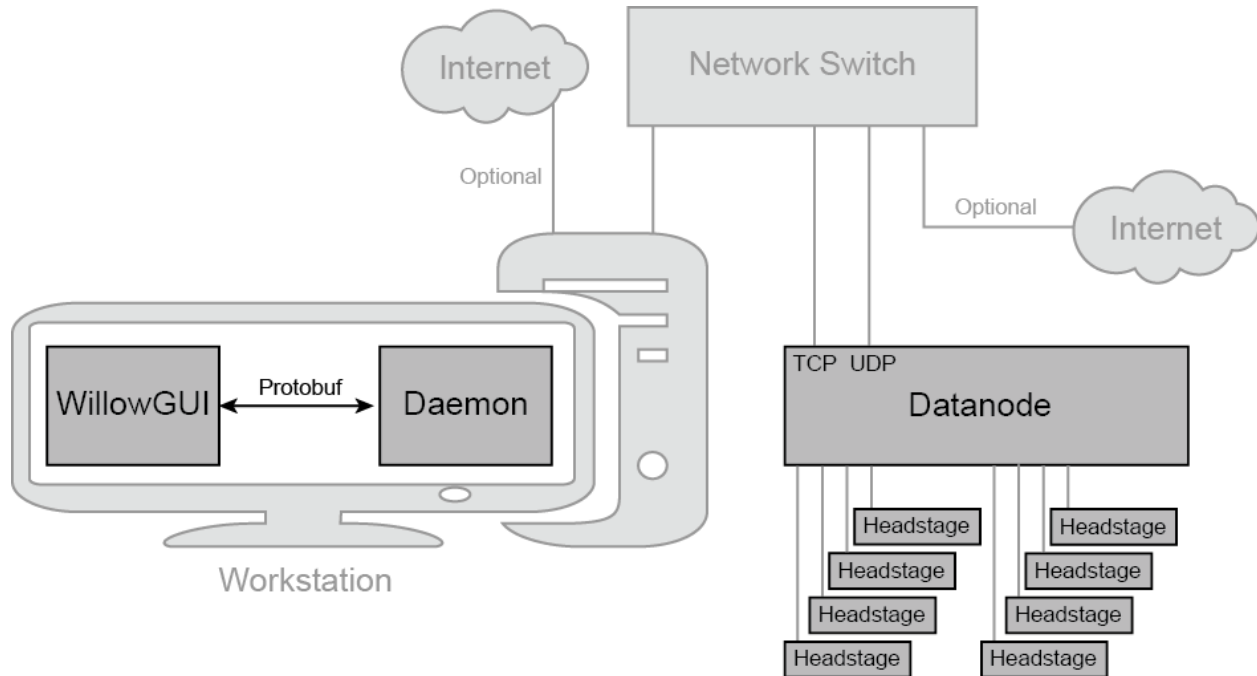 Internet
Network Switch
Optional
Optional
Internet
WillowGUI
Protobuf
Daemon
TCP UDP
Datanode
Workstation
Headstage
Headstage
Headstage
Headstage
Headstage
Headstage
Headstage
Headstage